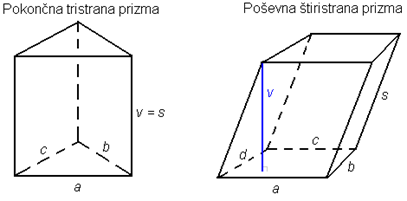 Pokončna tristrana prizma
v = s
c
b
a
Poševna štiristrana prizma
v
s
d
c
b
a